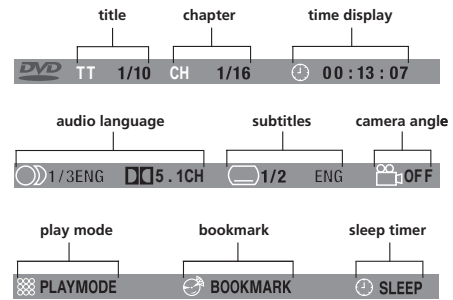 title chapter time display
DVD TT 1/10 CH 1/16 00:13:07
audio language subtitles camera angle
1/3ENG 5.1CH 1/2 ENG OFF
play mode bookmark sleep timer
PLAYMODE BOOKMARK SLEEP